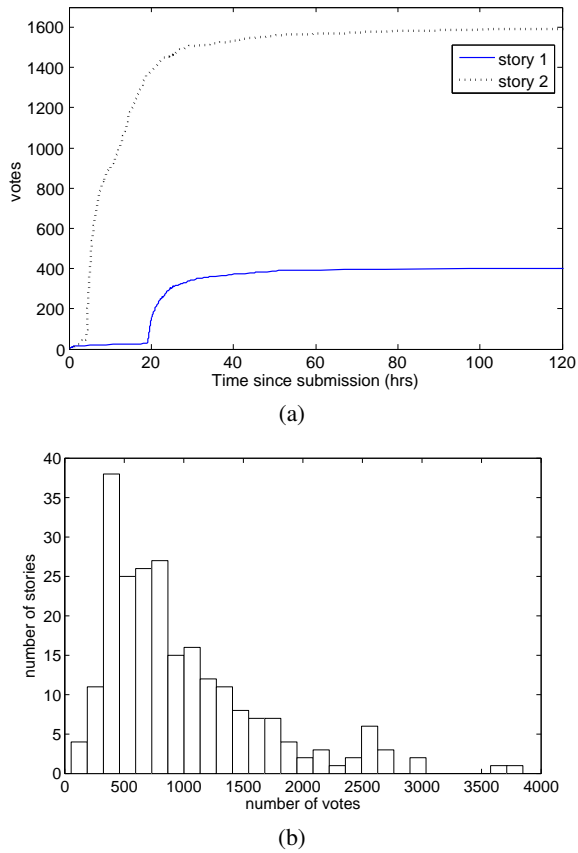 1600
1400
1200
1000
800
600
400
200
0
votes
story 1
story 2
0 20 40 60 80 100 120
Time since submission (hrs)
(a)
40
35
30
25
20
15
10
5
0
number of stories
0 500 1000 1500 2000 2500 3000 3500 4000
number of votes
(b)